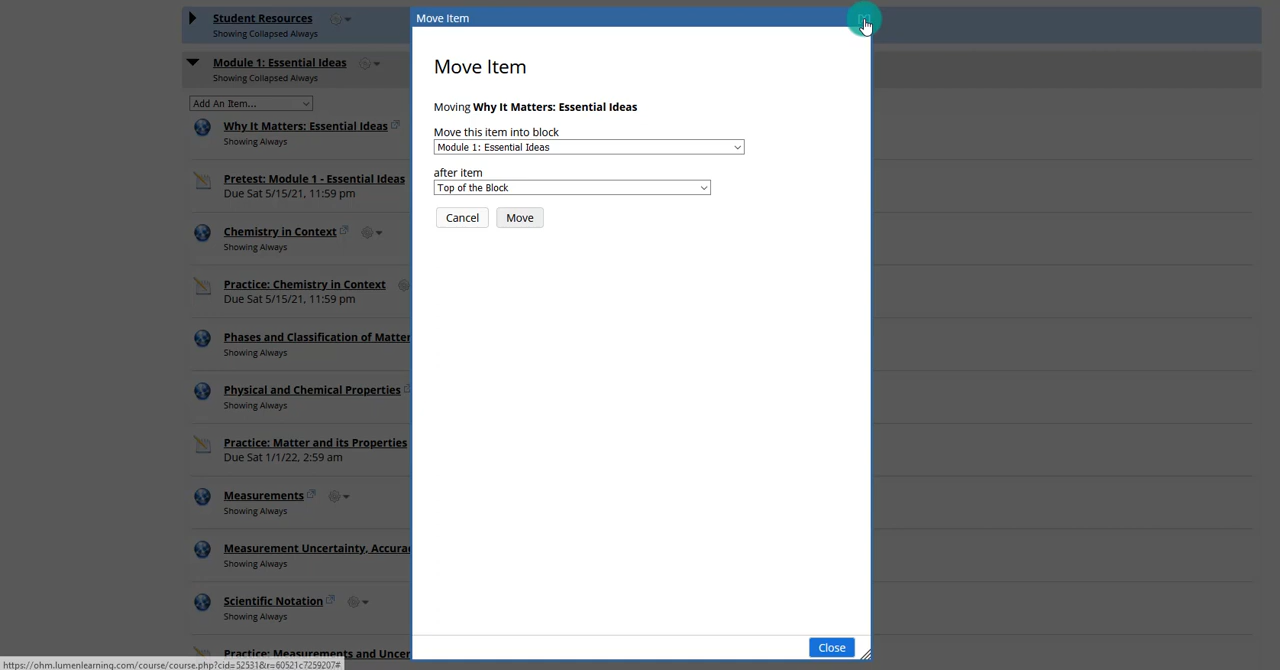 Student Resources
Showing Collapsed Always
Module 1: Essential Ideas
Showing Collapsed Always
Add An Item...
Why It Matters: Essential Ideas
Showing Always
Pretest: Module 1 - Essential Ideas
Due Sat 5/15/21, 11:59 pm
Chemistry in Context
Showing Always
Practice: Chemistry in Context
Due Sat 5/15/21, 11:59 pm
Phases and Classification of Matter
Showing Always
Physical and Chemical Properties
Showing Always
Practice: Matter and its Properties
Due Sat 1/1/22, 2:59 am
Measurements
Showing Always
Measurement Uncertainty, Accura
Showing Always
Scientific Notation
Showing Always
Practice: Measurements and Uncer
https://ohm.lumenlearning.com/course/course.php?cid=52531&r=60521c7259207#
Move Item
Move Item
Moving Why It Matters: Essential Ideas
Move this item into block
Module 1: Essential Ideas
after item
Top of the Block
Cancel Move
Close